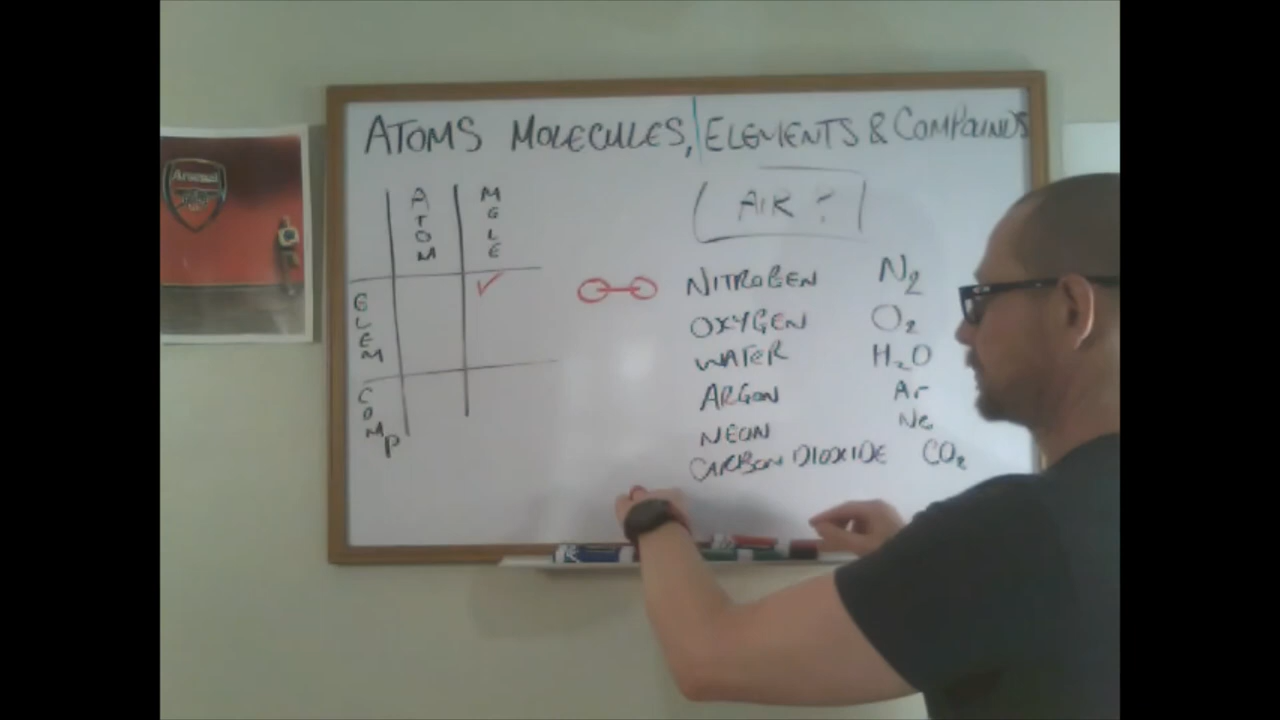 Arsenal
ATOMS MOLECULES, ELEMENTS & COMPOUNDS
ATOM
MGLE
AIR?
ELEM
COMP
NITROGEN N2
OXYGEN O2
WATER H2O
ARGON Ar
NEON Ne
CARBON DIOXIDE CO2